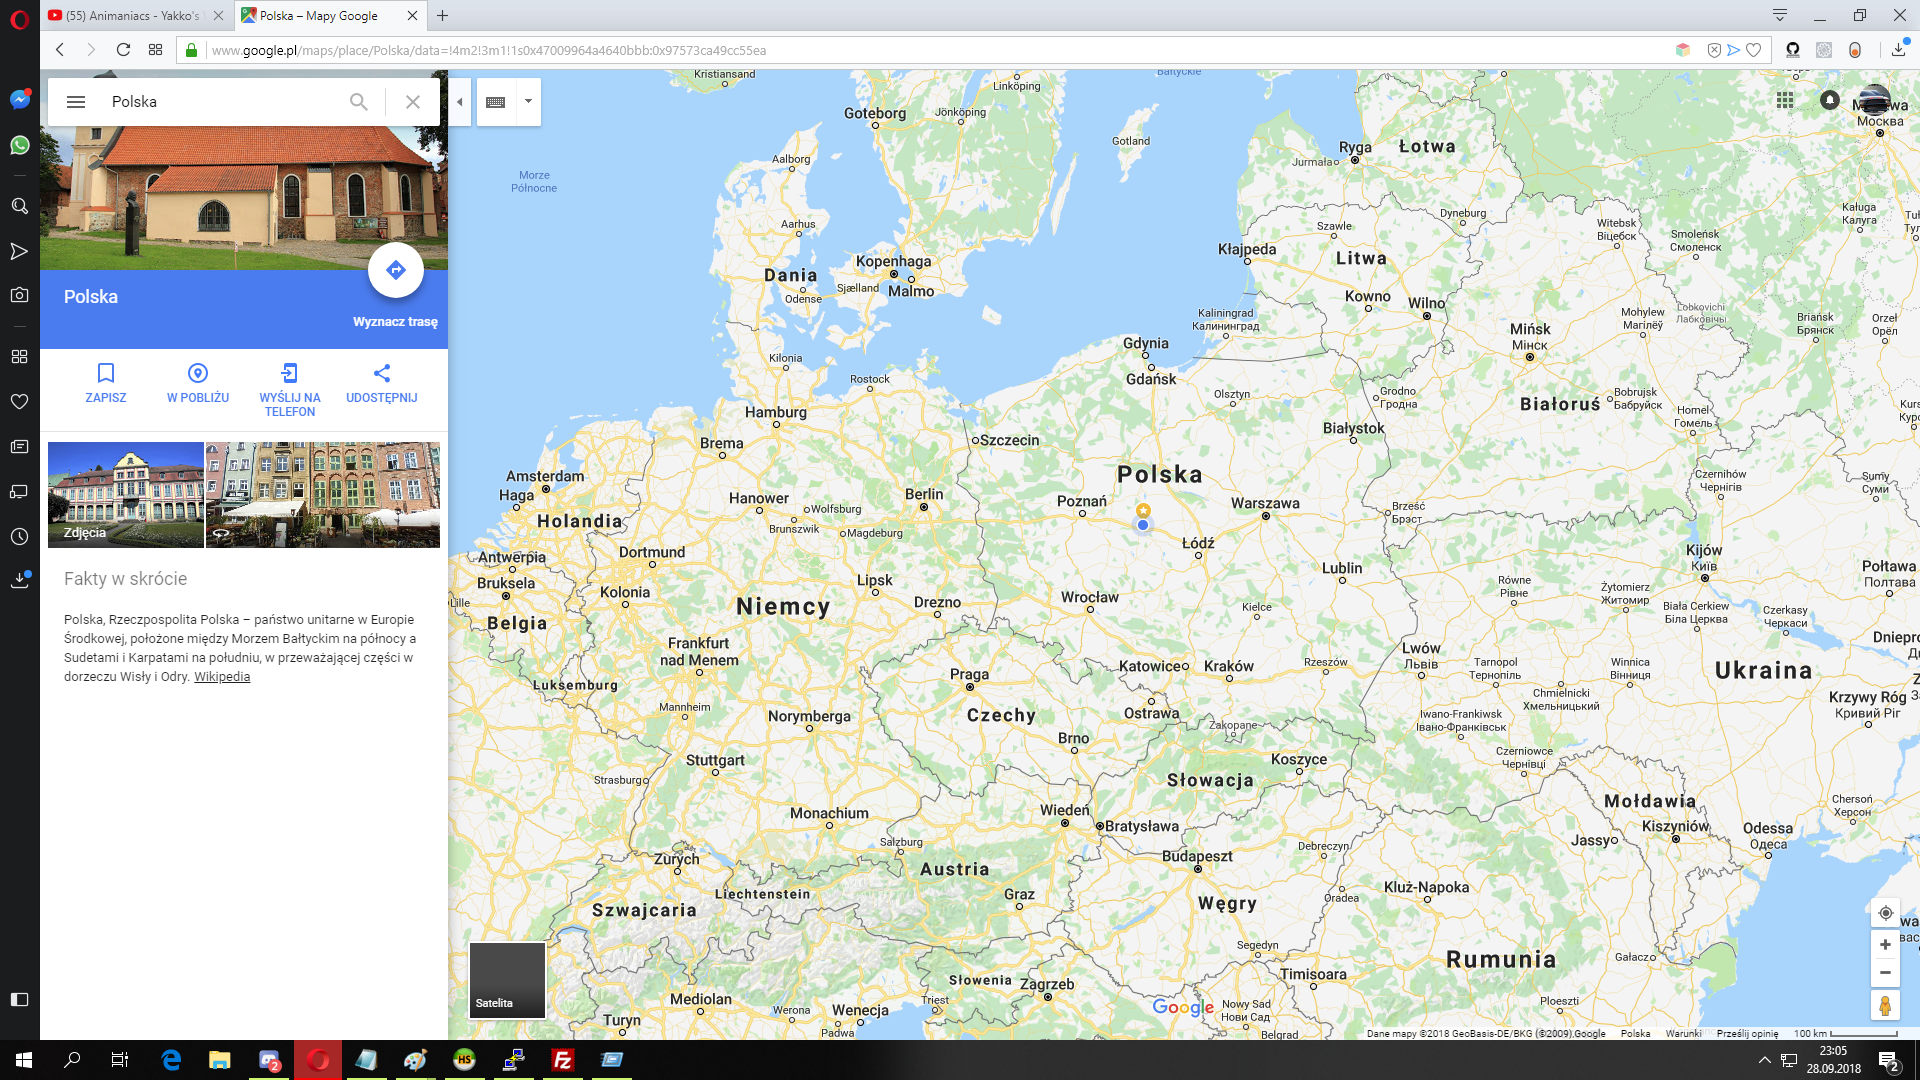 (55) Animaniacs - Yakko's
Polska – Mapy Google
www.google.pl/maps/place/Polska/data=!4m2!3m1!1s0x47009964a4640bbb:0x97573ca49cc55ea
Polska
Polska
Wyznacz trasę
ZAPISZ
W POBLIŻU
WYŚLIJ NA
TELEFON
UDOSTĘPNIJ
Zdjęcia
Fakty w skrócie
Polska, Rzeczpospolita Polska – państwo unitarne w Europie
Środkowej, położone między Morzem Bałtyckim na północy a
Sudetami i Karpatami na południu, w przeważającej części w
dorzeczu Wisły i Odry. Wikipedia
Kristiansand
Linköping
Bałtyckie
Goteborg
Jönköping
Gotland
Москва
Ryga
Łotwa
Jurmała
Aalborg
Morze
Północne
Dyneburg
Witebsk
Віцебск
Kaługa
Калуга
Aarhus
Szawle
Smoleńsk
Смоленск
Kłajpeda
Litwa
Kopenhaga
Dania
Sjælland
Malmo
Odense
Kowno
Wilno
Lobkovichi
Лабковічы
Kaliningrad
Калининград
Mohylew
Магілёў
Briańsk
Брянск
Orzeł
Орёл
Mińsk
Мінск
Gdynia
Gdańsk
Kilonia
Rostock
Olsztyn
Grodno
Гродна
Białoruś
Bobrujsk
Бабруйск
Homel
Гомель
Hamburg
Białystok
Brema
Szczecin
Polska
Czernihów
Чернігів
Sumy
Суми
Amsterdam
Haga
Hanower
Wolfsburg
Berlin
Poznań
Warszawa
Brześć
Брэст
Holandia
Brunszwik
Magdeburg
Łódź
Antwerpia
Dortmund
Kijów
Київ
Lublin
Połtawa
Полтава
Bruksela
Lille
Kolonia
Lipsk
Drezno
Wrocław
Kielce
Równe
Рівне
Żytomierz
Житомир
Biała Cerkiew
Біла Церква
Czerkasy
Черкаси
Niemcy
Belgia
Frankfurt
nad Menem
Lwów
Львів
Katowice
Kraków
Rzeszów
Tarnopol
Тернопіль
Winnica
Вінниця
Ukraina
Praga
Luksemburg
Chmielnicki
Хмельницький
Krzywy Róg
Кривий Ріг
Mannheim
Norymberga
Czechy
Ostrawa
Zakopane
Iwano-Frankiwsk
Івано-Франківськ
Brno
Czerniowce
Чернівці
Stuttgart
Koszyce
Strasburg
Słowacja
Mołdawia
Monachium
Wiedeń
Bratysława
Kiszyniów
Chersoń
Херсон
Odessa
Одеса
Jassy
Salzburg
Debreczyn
Budapeszt
Zurych
Austria
Liechtenstein
Graz
Kluż-Napoka
Oradea
Szwajcaria
Węgry
Segedyn
Rumunia
Gałacz
Timisoara
Słowenia
Zagrzeb
Mediolan
Triest
Werona
Wenecja
Google
Nowy Sad
Нови Сад
Ploeszti
Turyn
Padwa
Belgrad
Satelita
Dane mapy ©2018 GeoBasis-DE/BKG (©2009),Google
Polska
Warunki
Prześlij opinię
100 km
23:05
28.09.2018